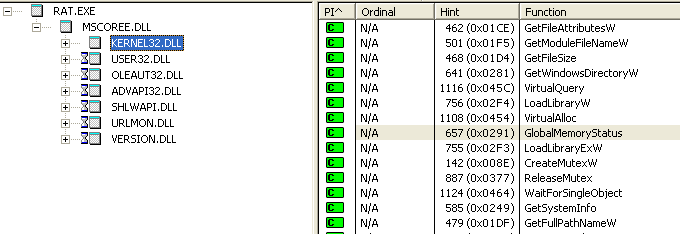 RAT.EXE
MSCOREE.DLL
KERNEL32.DLL
USER32.DLL
OLEAUT32.DLL
ADVAPI32.DLL
SHLWAPI.DLL
URLMON.DLL
VERSION.DLL
PI^ Ordinal Hint Function
C N/A 462 (0x01CE) GetFileAttributesW
C N/A 501 (0x01F5) GetModuleFileNameW
C N/A 468 (0x01D4) GetFileSize
C N/A 641 (0x0281) GetWindowsDirectoryW
C N/A 1116 (0x045C) VirtualQuery
C N/A 756 (0x02F4) LoadLibraryW
C N/A 1108 (0x0454) VirtualAlloc
C N/A 657 (0x0291) GlobalMemoryStatus
C N/A 755 (0x02F3) LoadLibraryExW
C N/A 142 (0x008E) CreateMutexW
C N/A 887 (0x0377) ReleaseMutex
C N/A 1124 (0x0464) WaitForSingleObject
C N/A 585 (0x0249) GetSystemInfo
C N/A 479 (0x01DF) GetFullPathNameW